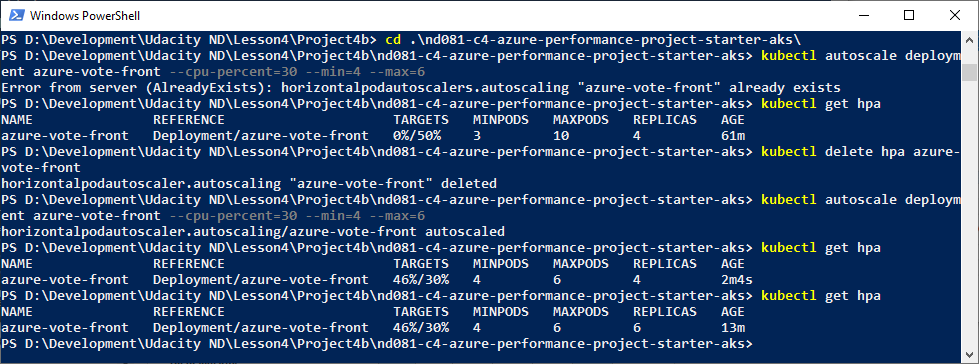 Windows PowerShell
PS D:\Development\Udacity ND\Lesson4\Project4b> cd .\nd081-c4-azure-performance-project-starter-aks\
PS D:\Development\Udacity ND\Lesson4\Project4b\nd081-c4-azure-performance-project-starter-aks> kubectl autoscale deploym
ent azure-vote-front --cpu-percent=30 --min=4 --max=6
Error from server (AlreadyExists): horizontalpodautoscalers.autoscaling "azure-vote-front" already exists
PS D:\Development\Udacity ND\Lesson4\Project4b\nd081-c4-azure-performance-project-starter-aks> kubectl get hpa
NAME REFERENCE TARGETS MINPODS MAXPODS REPLICAS AGE
azure-vote-front Deployment/azure-vote-front 0%/50% 3 10 4 61m
PS D:\Development\Udacity ND\Lesson4\Project4b\nd081-c4-azure-performance-project-starter-aks> kubectl delete hpa azure-
vote-front
horizontalpodautoscaler.autoscaling "azure-vote-front" deleted
PS D:\Development\Udacity ND\Lesson4\Project4b\nd081-c4-azure-performance-project-starter-aks> kubectl autoscale deploym
ent azure-vote-front --cpu-percent=30 --min=4 --max=6
horizontalpodautoscaler.autoscaling/azure-vote-front autoscaled
PS D:\Development\Udacity ND\Lesson4\Project4b\nd081-c4-azure-performance-project-starter-aks> kubectl get hpa
NAME REFERENCE TARGETS MINPODS MAXPODS REPLICAS AGE
azure-vote-front Deployment/azure-vote-front 46%/30% 4 6 4 2m4s
PS D:\Development\Udacity ND\Lesson4\Project4b\nd081-c4-azure-performance-project-starter-aks> kubectl get hpa
NAME REFERENCE TARGETS MINPODS MAXPODS REPLICAS AGE
azure-vote-front Deployment/azure-vote-front 46%/30% 4 6 6 13m
PS D:\Development\Udacity ND\Lesson4\Project4b\nd081-c4-azure-performance-project-starter-aks>